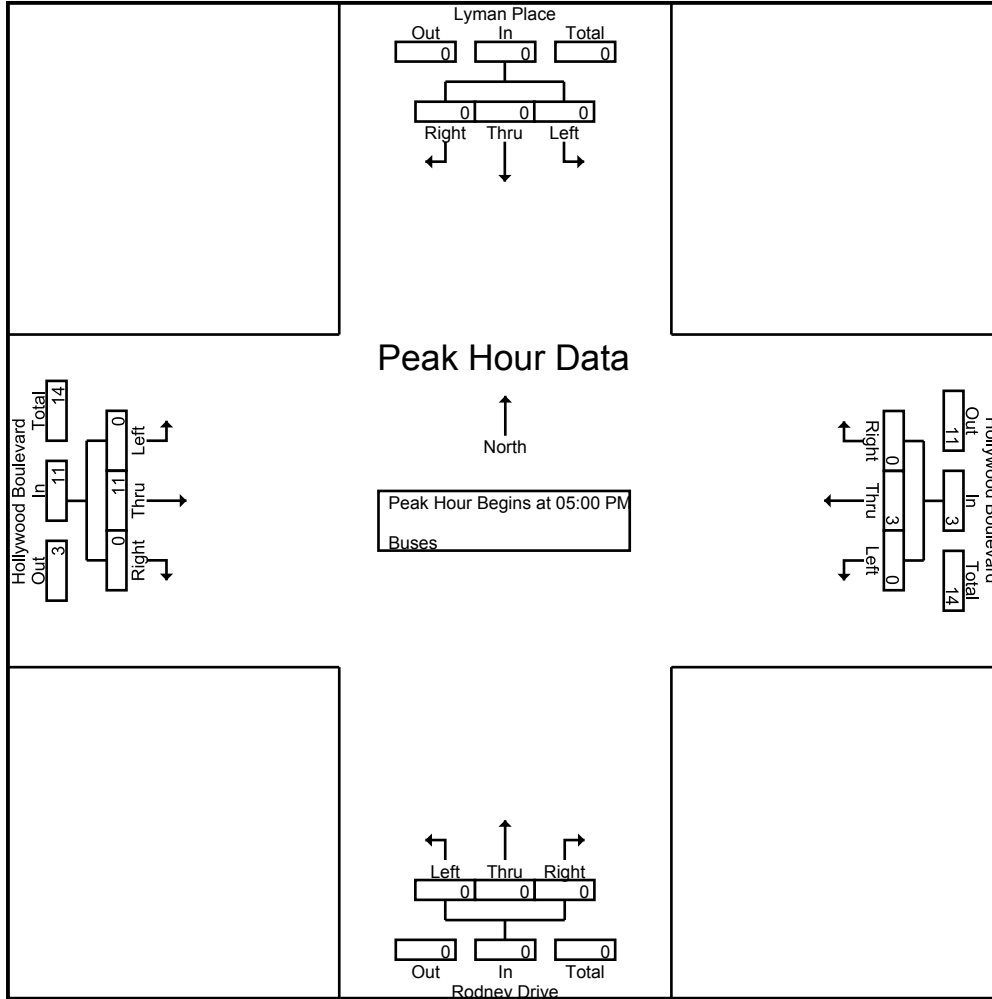 Lyman Place
Out In Total
0 0 0
0 0 0
Right Thru Left
Peak Hour Data
North
Peak Hour Begins at 05:00 PM
Buses
Hollywood Boulevard
Total In Out
14 11 3
0 11 0
Left Thru Right
Hollywood Boulevard
Out In Total
11 3 14
0 3 0
Right Thru Left
Left Thru Right
0 0 0
0 0 0
Out In Total
Rodney Drive